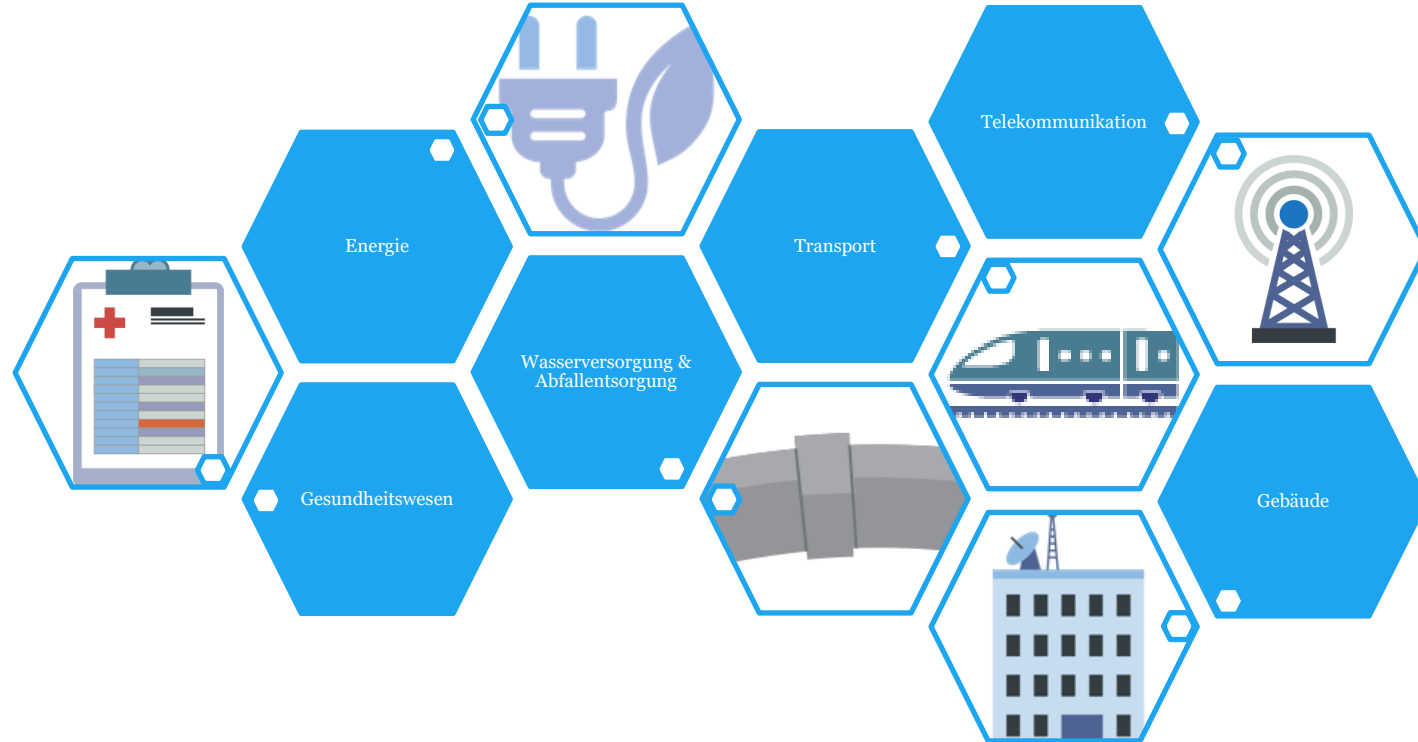 Telekommunikation
Energie
Transport
Wasserversorgung &
Abfallentsorgung
Gesundheitswesen
Gebäude